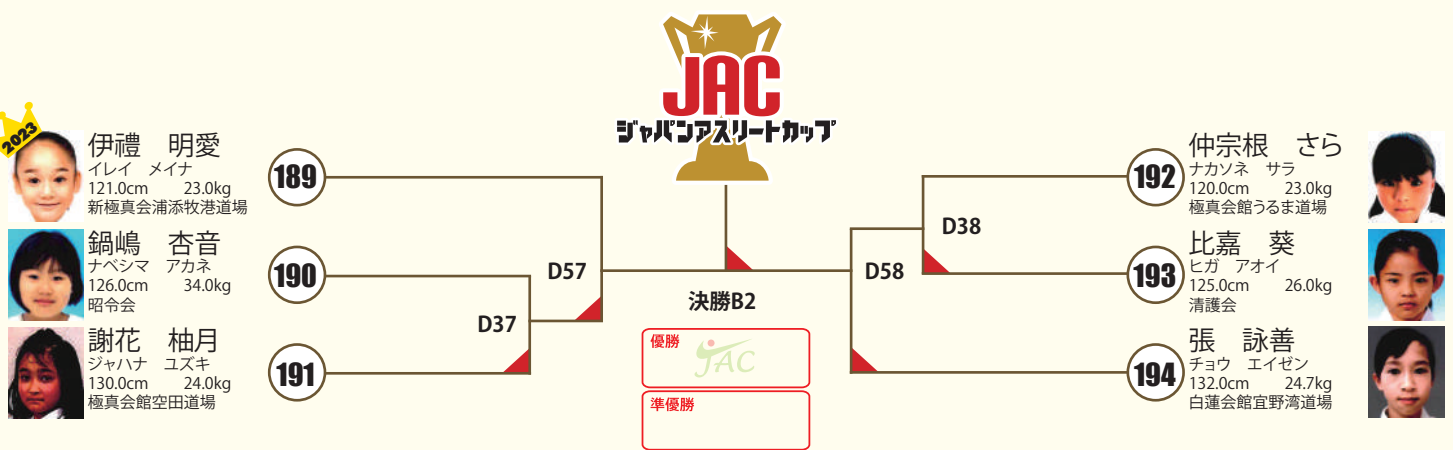 JAC
ジャパンアスリートカップ
2023
伊禮 明愛
イレイ メイナ
121.0cm 23.0kg
新極真会浦添牧港道場
189
鍋嶋 杏音
ナベシマ アカネ
126.0cm 34.0kg
昭令会
190
謝花 柚月
ジャハナ ユズキ
130.0cm 24.0kg
極真会館空田道場
191
D37
D57
決勝B2
優勝
JAC
準優勝
D58
D38
192
仲宗根 さら
ナカソネ サラ
120.0cm 23.0kg
極真会館うるま道場
193
比嘉 葵
ヒガ アオイ
125.0cm 26.0kg
清護会
194
張 詠善
チョウ エイゼン
132.0cm 24.7kg
白蓮会館宜野湾道場